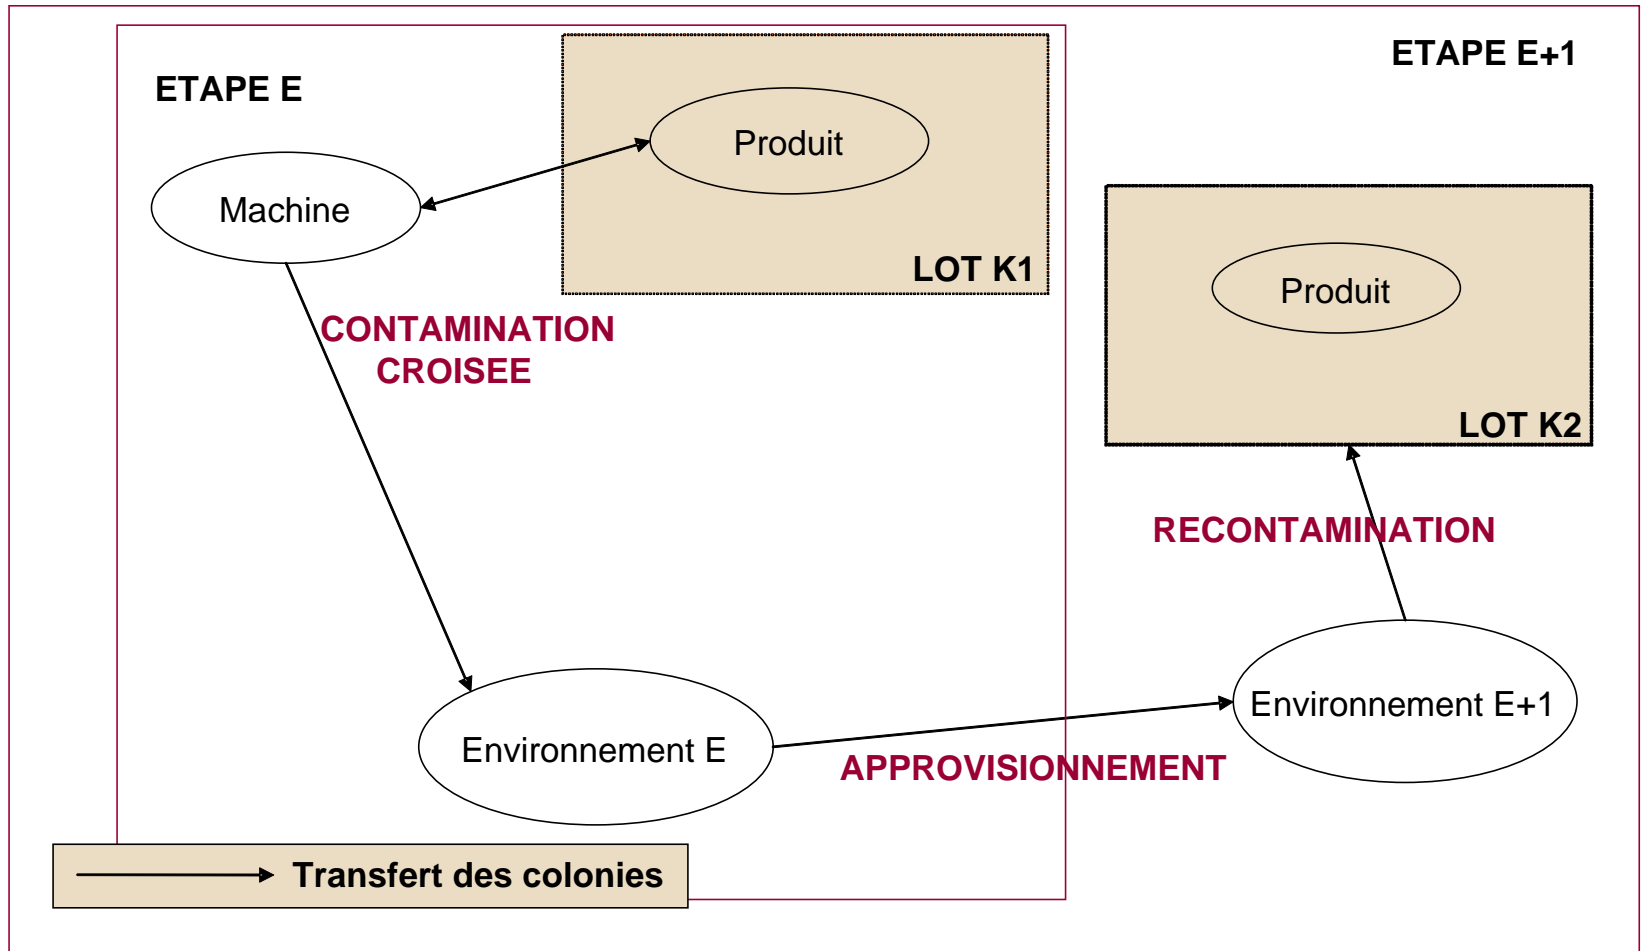 ETAPE E
ETAPE E+1
Produit
Machine
LOT K1
Produit
CONTAMINATION
CROISEE
LOT K2
RECONTAMINATION
Environnement E
Environnement E+1
APPROVISIONNEMENT
Transfert des colonies